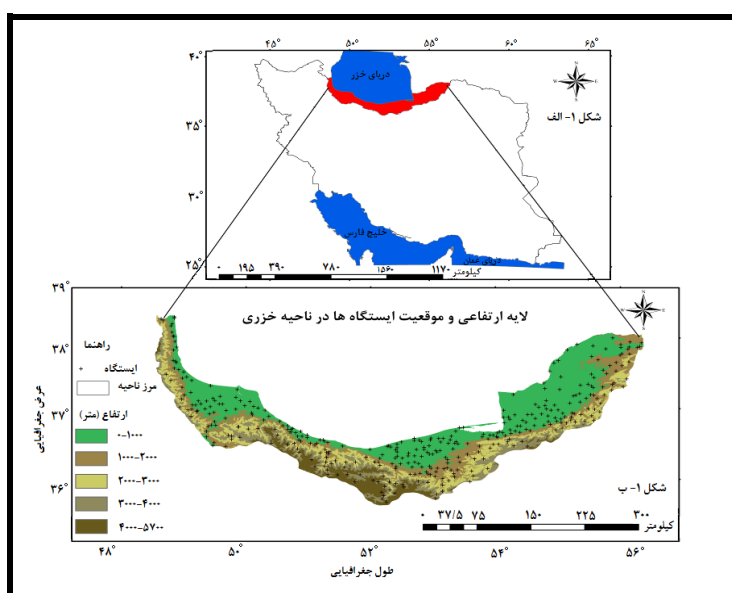 ۴۵° ۵۰° ۵۵° ۶۰° ۶۵°
۴۰°
دریای خزر
شکل ۱- الف
۳۵°
۳۰°
خلیج فارس
دریای عمان
۲۵°
۰ ۱۹۵ ۳۹۰ ۷۸۰ ۱۵۶۰ ۱۱۷۰ کیلومتر
۳۹°
لایه ارتفاعی و موقعیت ایستگاه ها در ناحیه خزری
راهنما
۳۸°
ایستگاه
مرز ناحیه
عرض جغرافیایی
۳۷°
ارتفاع (متر)
۰-۱۰۰۰
۱۰۰۰-۲۰۰۰
۲۰۰۰-۳۰۰۰
۳۶°
شکل ۱- ب
۳۰۰۰-۴۰۰۰
۴۰۰۰-۵۷۰۰
۰ ۳۷/۵ ۷۵ ۱۵۰ ۲۲۵ ۳۰۰
کیلومتر
۴۸° ۵۰° ۵۲° ۵۴° ۵۶°
طول جغرافیایی